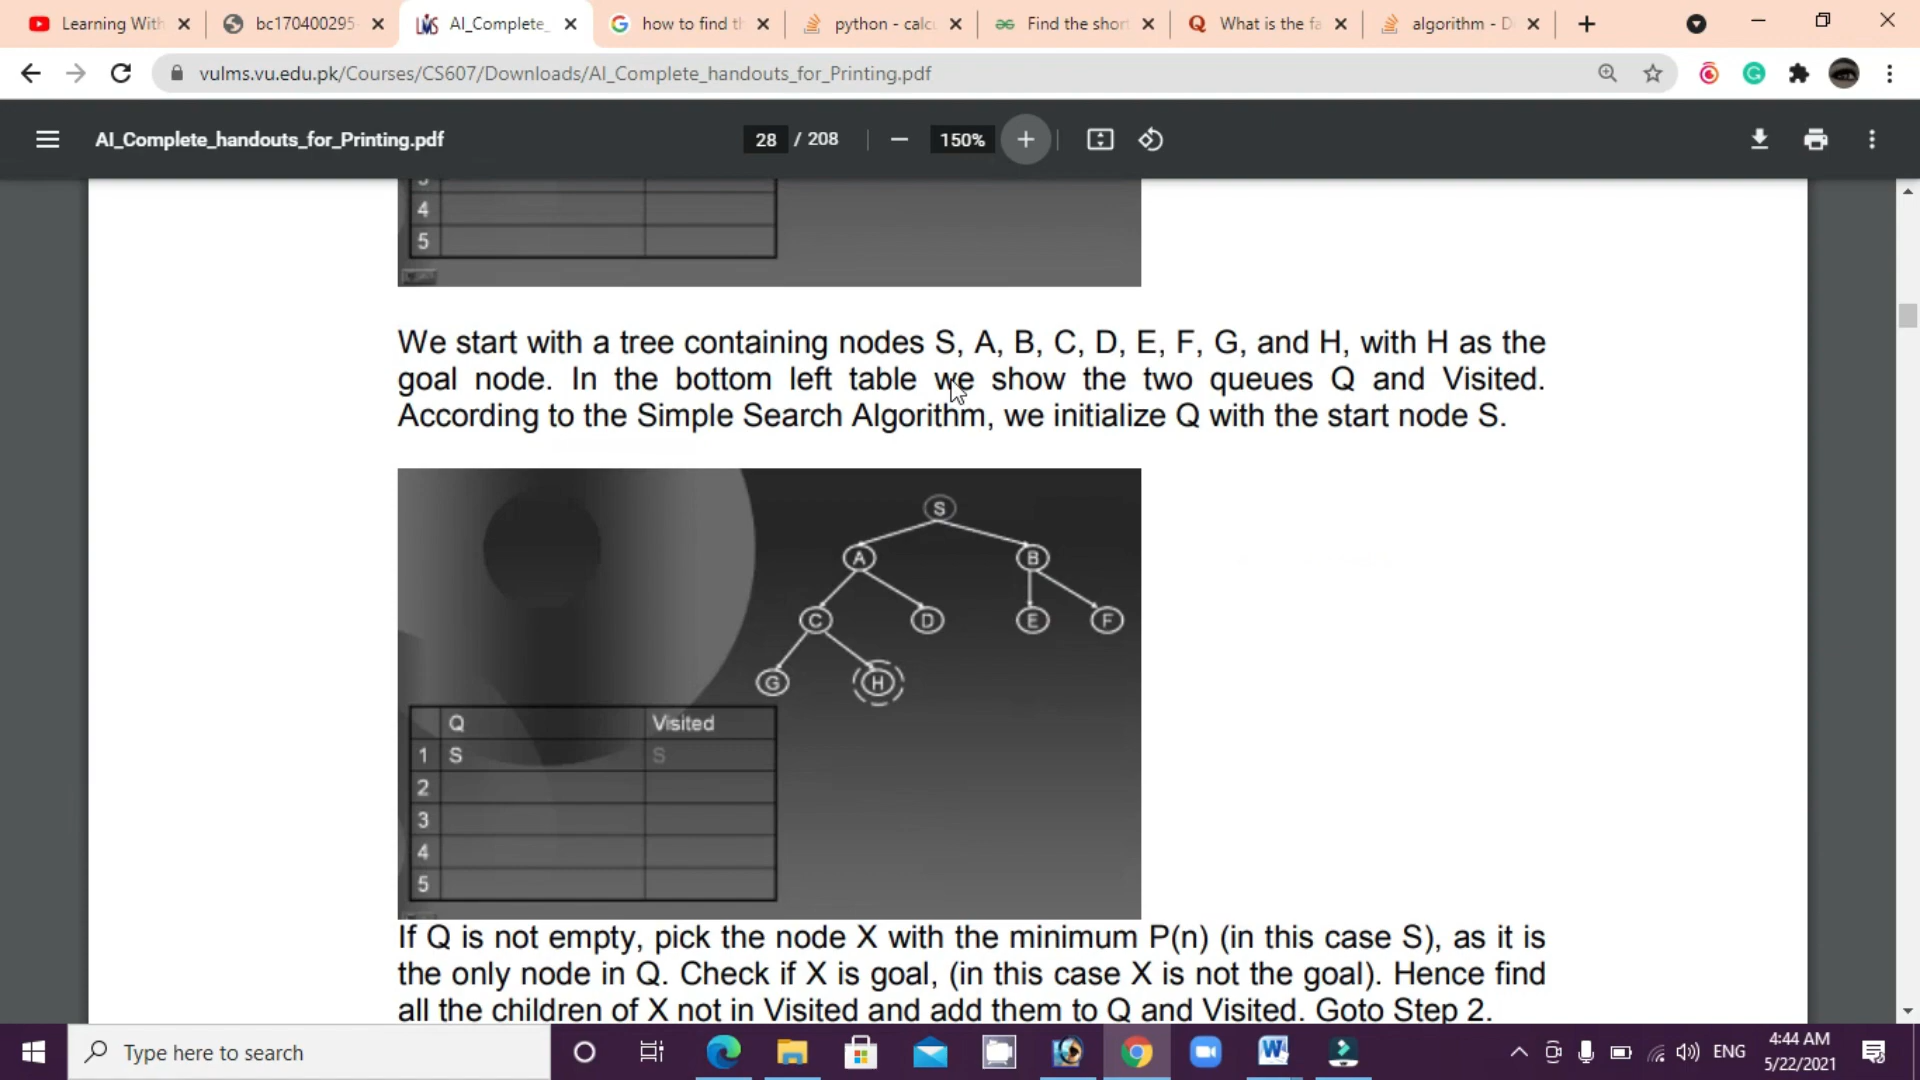 Learning With
bc170400295-
AI_Complete_
how to find th
python - calcu
Find the short
What is the fa
algorithm - Di
vulms.vu.edu.pk/Courses/CS607/Downloads/AI_Complete_handouts_for_Printing.pdf
AI_Complete_handouts_for_Printing.pdf
28 / 208
150%
4
5
We start with a tree containing nodes S, A, B, C, D, E, F, G, and H, with H as the
goal node. In the bottom left table we show the two queues Q and Visited.
According to the Simple Search Algorithm, we initialize Q with the start node S.
S
A B
C D E F
G H
Q Visited
1 S S
2
3
4
5
If Q is not empty, pick the node X with the minimum P(n) (in this case S), as it is
the only node in Q. Check if X is goal, (in this case X is not the goal). Hence find
all the children of X not in Visited and add them to Q and Visited. Goto Step 2.
Type here to search
ENG
4:44 AM
5/22/2021